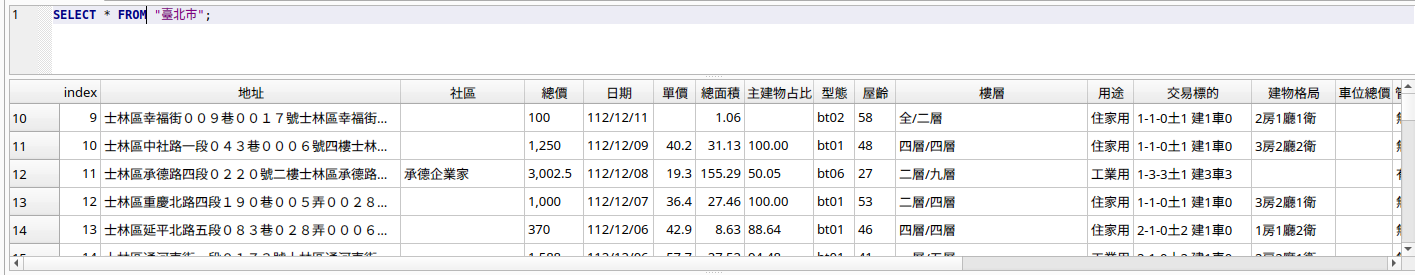 1 SELECT * FROM "臺北市";
index 地址 社區 總價 日期 單價 總面積 主建物占比 型態 屋齡 樓層 用途 交易標的 建物格局 車位總價
10 9 士林區幸福街００９巷００１７號士林區幸福街... 100 112/12/11 1.06 bt02 58 全/二層 住家用 1-1-0土1 建1車0 2房1廳1衛
11 10 士林區中社路一段０４３巷０００６號四樓士林... 1,250 112/12/09 40.2 31.13 100.00 bt01 48 四層/四層 住家用 1-1-0土1 建1車0 3房2廳2衛
12 11 士林區承德路四段０２２０號二樓士林區承德路... 承德企業家 3,002.5 112/12/08 19.3 155.29 50.05 bt06 27 二層/九層 工業用 1-3-3土1 建3車3
13 12 士林區重慶北路四段１９０巷００５弄００２８... 1,000 112/12/07 36.4 27.46 100.00 bt01 53 二層/四層 住家用 1-1-0土1 建1車0 3房2廳1衛
14 13 士林區延平北路五段０８３巷０２８弄０００６... 370 112/12/06 42.9 8.63 88.64 bt01 46 四層/四層 住家用 2-1-0土2 建1車0 1房1廳1衛